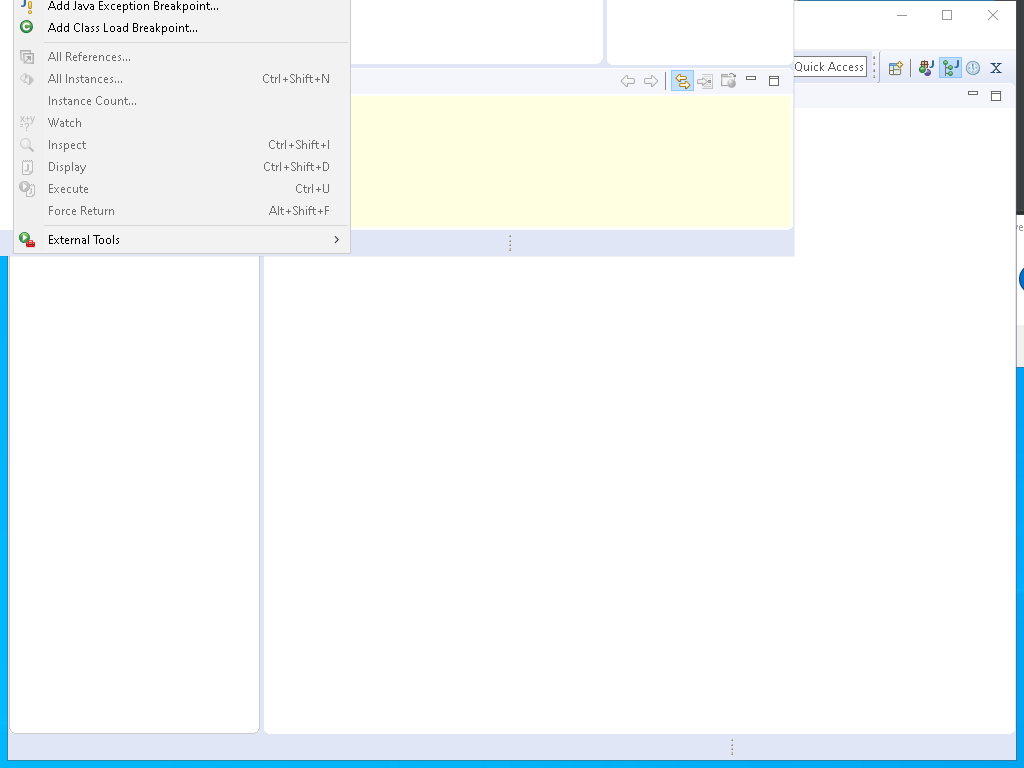 Add Java Exception Breakpoint...
Add Class Load Breakpoint...
All References...
All Instances... Ctrl+Shift+N
Instance Count...
Watch
Inspect Ctrl+Shift+I
Display Ctrl+Shift+D
Execute Ctrl+U
Force Return Alt+Shift+F
External Tools
Quick Access